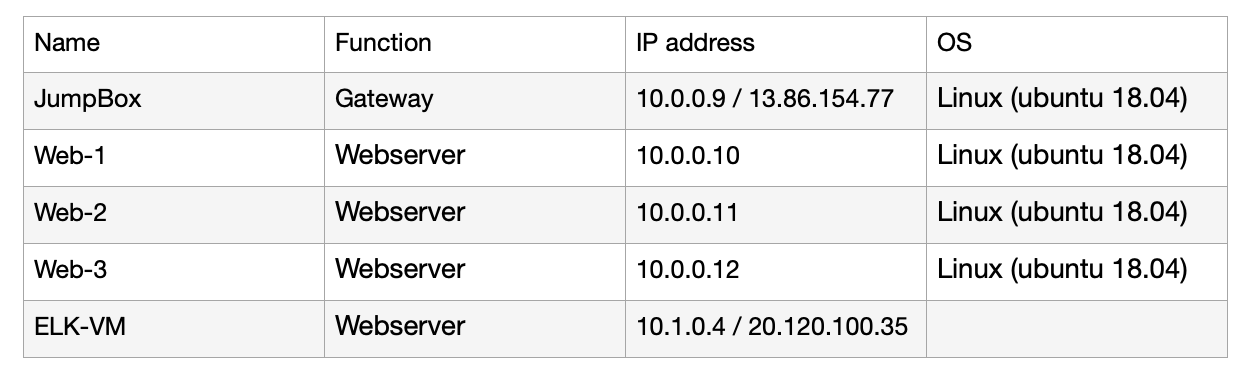 Name Function IP address OS
JumpBox Gateway 10.0.0.9 / 13.86.154.77 Linux (ubuntu 18.04)
Web-1 Webserver 10.0.0.10 Linux (ubuntu 18.04)
Web-2 Webserver 10.0.0.11 Linux (ubuntu 18.04)
Web-3 Webserver 10.0.0.12 Linux (ubuntu 18.04)
ELK-VM Webserver 10.1.0.4 / 20.120.100.35